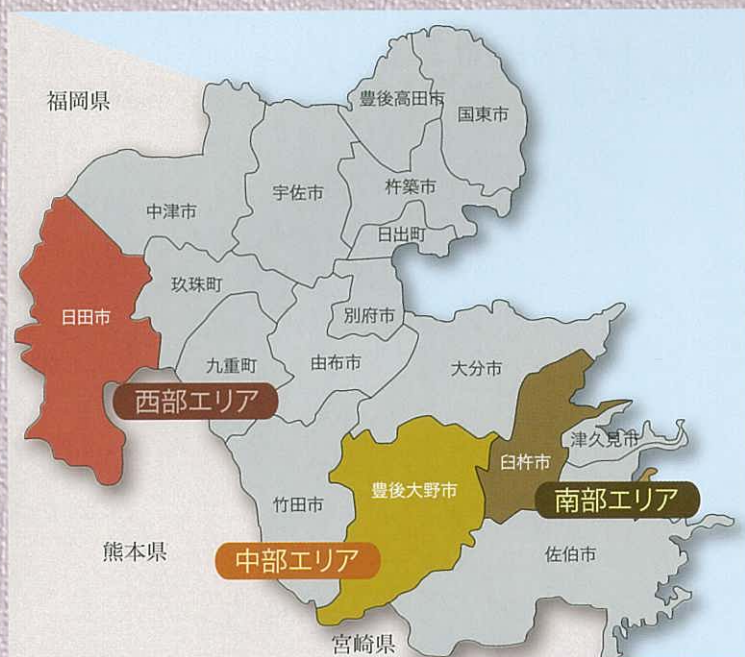 福岡県
豊後高田市
国東市
中津市
宇佐市
杵築市
日出町
玖珠町
日田市
別府市
九重町
由布市
大分市
西部エリア
津久見市
臼杵市
豊後大野市
竹田市
南部エリア
熊本県
中部エリア
佐伯市
宮崎県